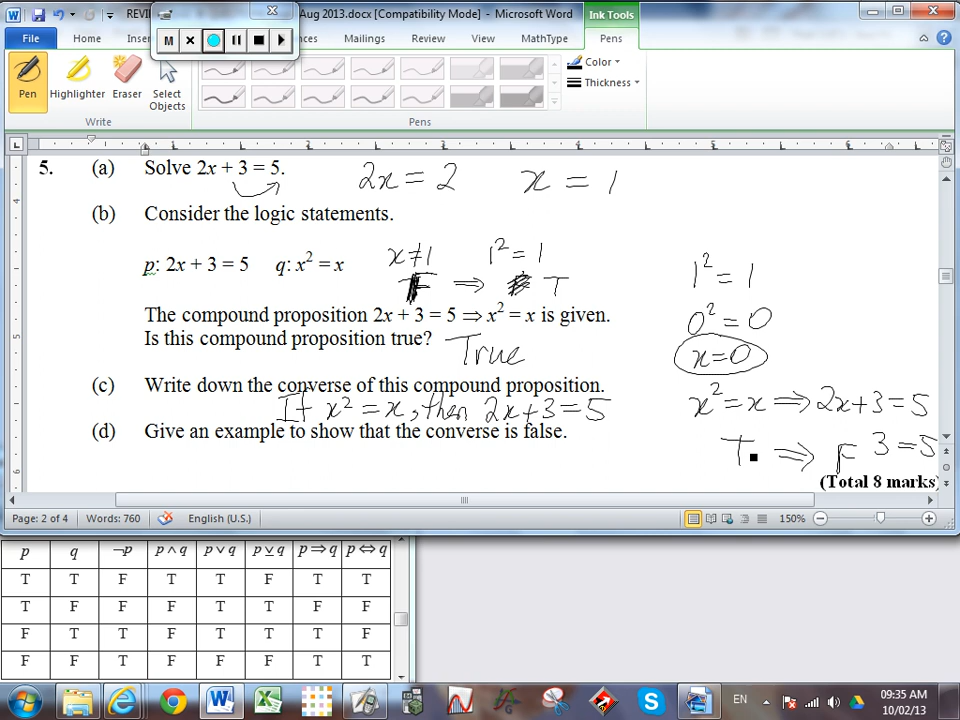 REVI Aug 2013.docx [Compatibility Mode] - Microsoft Word Ink Tools
File Home Inser nces Mailings Review View MathType Pens
Pen Highlighter Eraser Select Objects
Color
Thickness
Write Pens
5. (a) Solve 2x + 3 = 5. 2x = 2 x = 1
(b) Consider the logic statements.
p: 2x + 3 = 5 q: x² = x x ≠ 1 1² = 1 1² = 1
⇒ T
The compound proposition 2x + 3 = 5 ⇒ x² = x is given. 0² = 0
Is this compound proposition true? True x=0
(c) Write down the converse of this compound proposition.
If x² = x, then 2x+3=5 x² = x ⇒ 2x+3=5
(d) Give an example to show that the converse is false.
T ⇒ F 3=5
(Total 8 marks)
Page: 2 of 4 Words: 760 English (U.S.) 150%
p q ¬p p ∧ q p ∨ q p ⊻ q p ⇒ q p ⇔ q
T T F T T F T T
T F F F T T F F
F T T F T T T F
F F T F F F T T
EN 09:35 AM
10/02/13